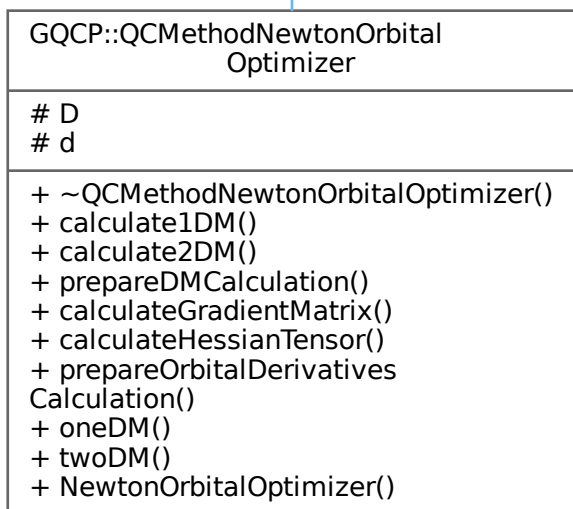 GQCP::QCMethodNewtonOrbital
Optimizer
# D
# d
+ ~QCMethodNewtonOrbitalOptimizer()
+ calculate1DM()
+ calculate2DM()
+ prepareDMCalculation()
+ calculateGradientMatrix()
+ calculateHessianTensor()
+ prepareOrbitalDerivatives
Calculation()
+ oneDM()
+ twoDM()
+ NewtonOrbitalOptimizer()